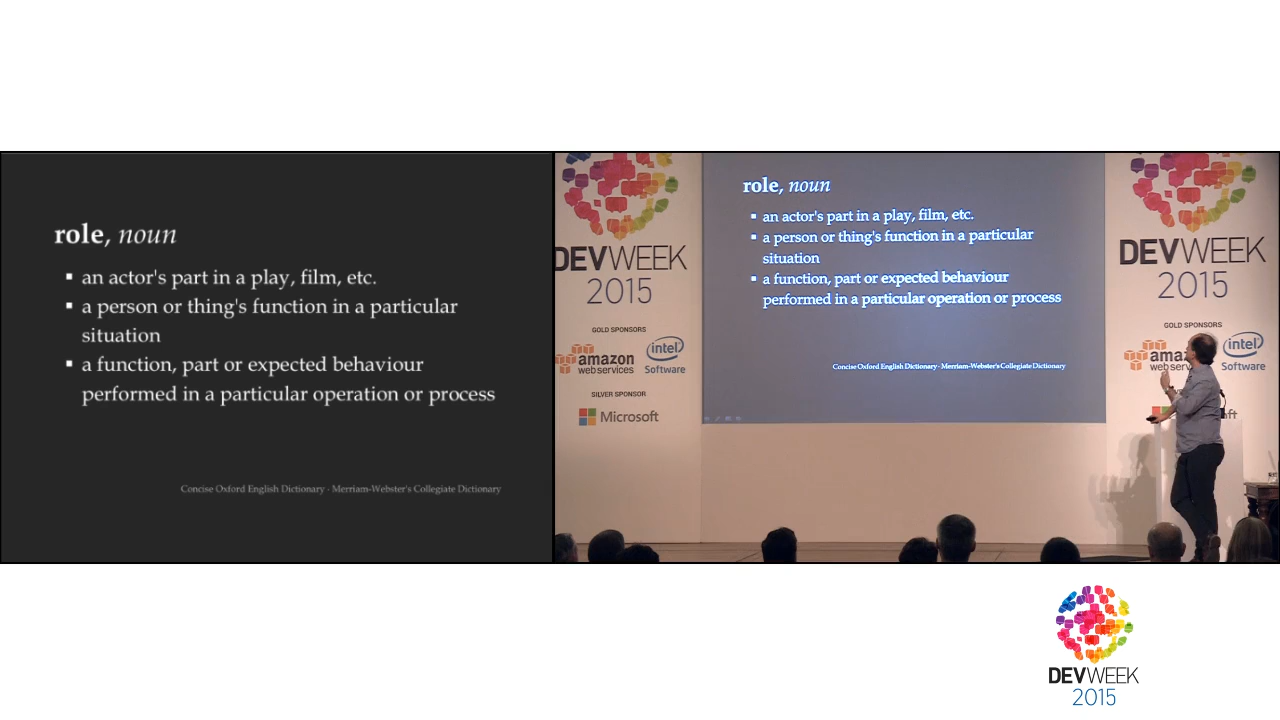 role, noun
▪ an actor's part in a play, film, etc.
▪ a person or thing's function in a particular
situation
▪ a function, part or expected behaviour
performed in a particular operation or process
Concise Oxford English Dictionary · Merriam-Webster's Collegiate Dictionary
DEVWEEK
2015
GOLD SPONSORS
amazon
web services
intel
Software
SILVER SPONSOR
Microsoft
role, noun
▪ an actor's part in a play, film, etc.
▪ a person or thing's function in a particular
situation
▪ a function, part or expected behaviour
performed in a particular operation or process
Concise Oxford English Dictionary · Merriam-Webster's Collegiate Dictionary
DEVWEEK
2015
GOLD SPONSORS
intel
Software
DEVWEEK
2015